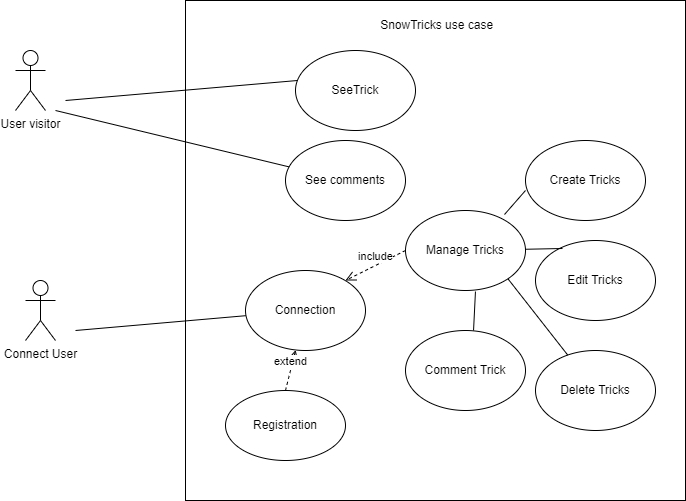 SnowTricks use case
SeeTrick
User visitor
See comments
Create Tricks
Manage Tricks
include
Edit Tricks
Connection
Connect User
extend
Comment Trick
Delete Tricks
Registration